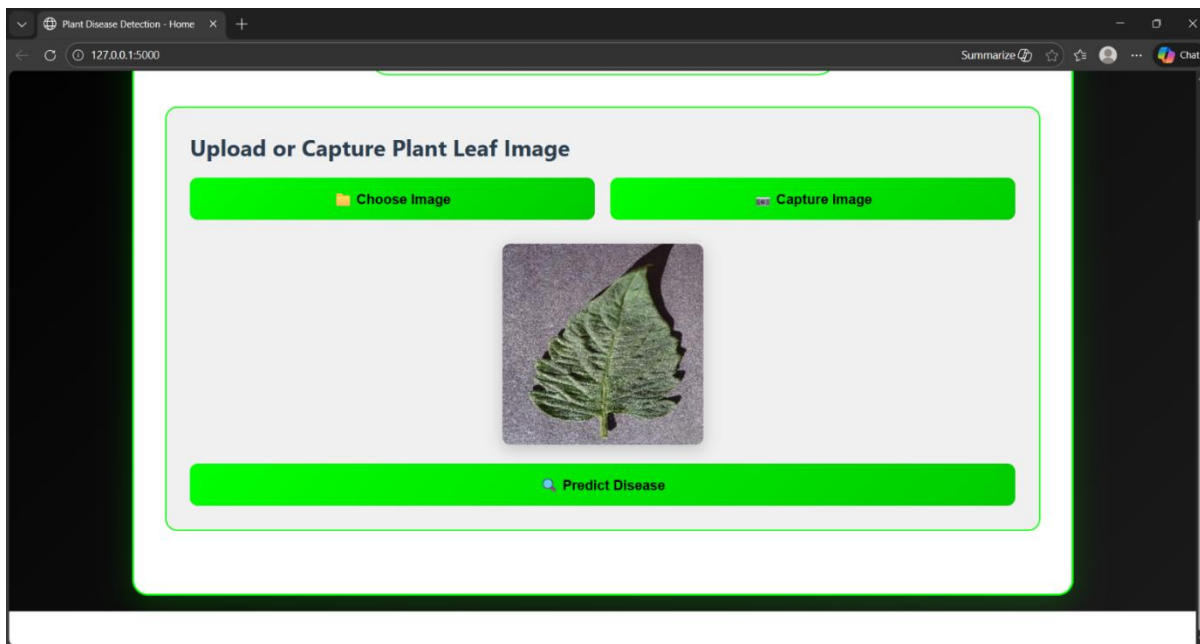 Plant Disease Detection - Home
127.0.0.1:5000
Summarize
Chat
Upload or Capture Plant Leaf Image
Choose Image
Capture Image
Predict Disease